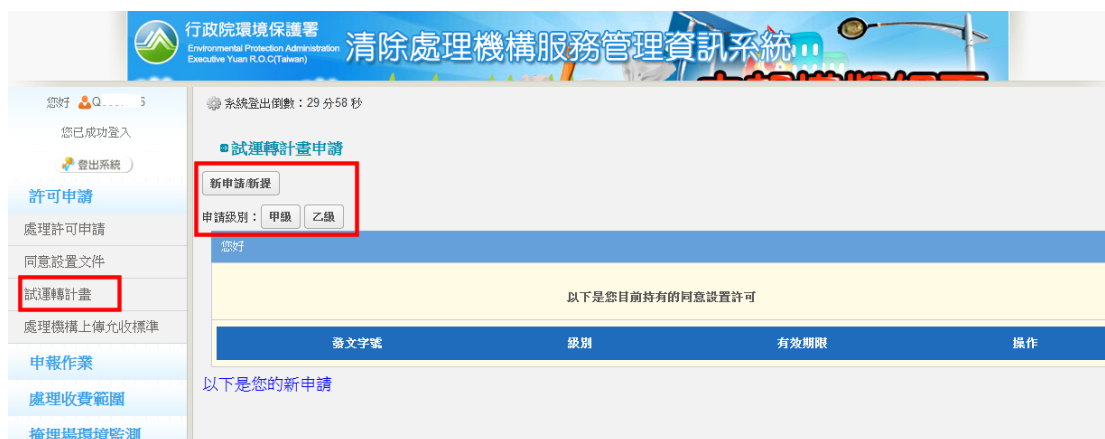 行政院環境保護署
Environmental Protection Administration
Executive Yuan R.O.C(Taiwan)
清除處理機構服務管理資訊系統
您好 Q
您已成功登入
登出系統
許可申請
處理許可申請
同意設置文件
試運轉計畫
處理機構上傳允收標準
申報作業
處理收費範圍
掩埋場環境監測
系統登出倒數：29 分58 秒
試運轉計畫申請
新申請/新提
申請級別： 甲級 乙級
您好
以下是您目前持有的同意設置許可
發文字號 級別 有效期限 操作
以下是您的新申請